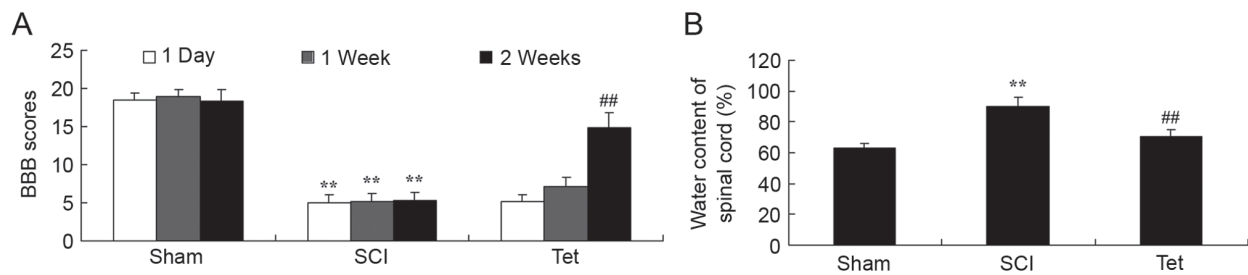 A
BBB scores
25
20
15
10
5
0
1 Day
1 Week
2 Weeks
**
**
**
##
Sham
SCI
Tet
B
Water content of
spinal cord (%)
120
100
80
60
40
20
0
**
##
Sham
SCI
Tet